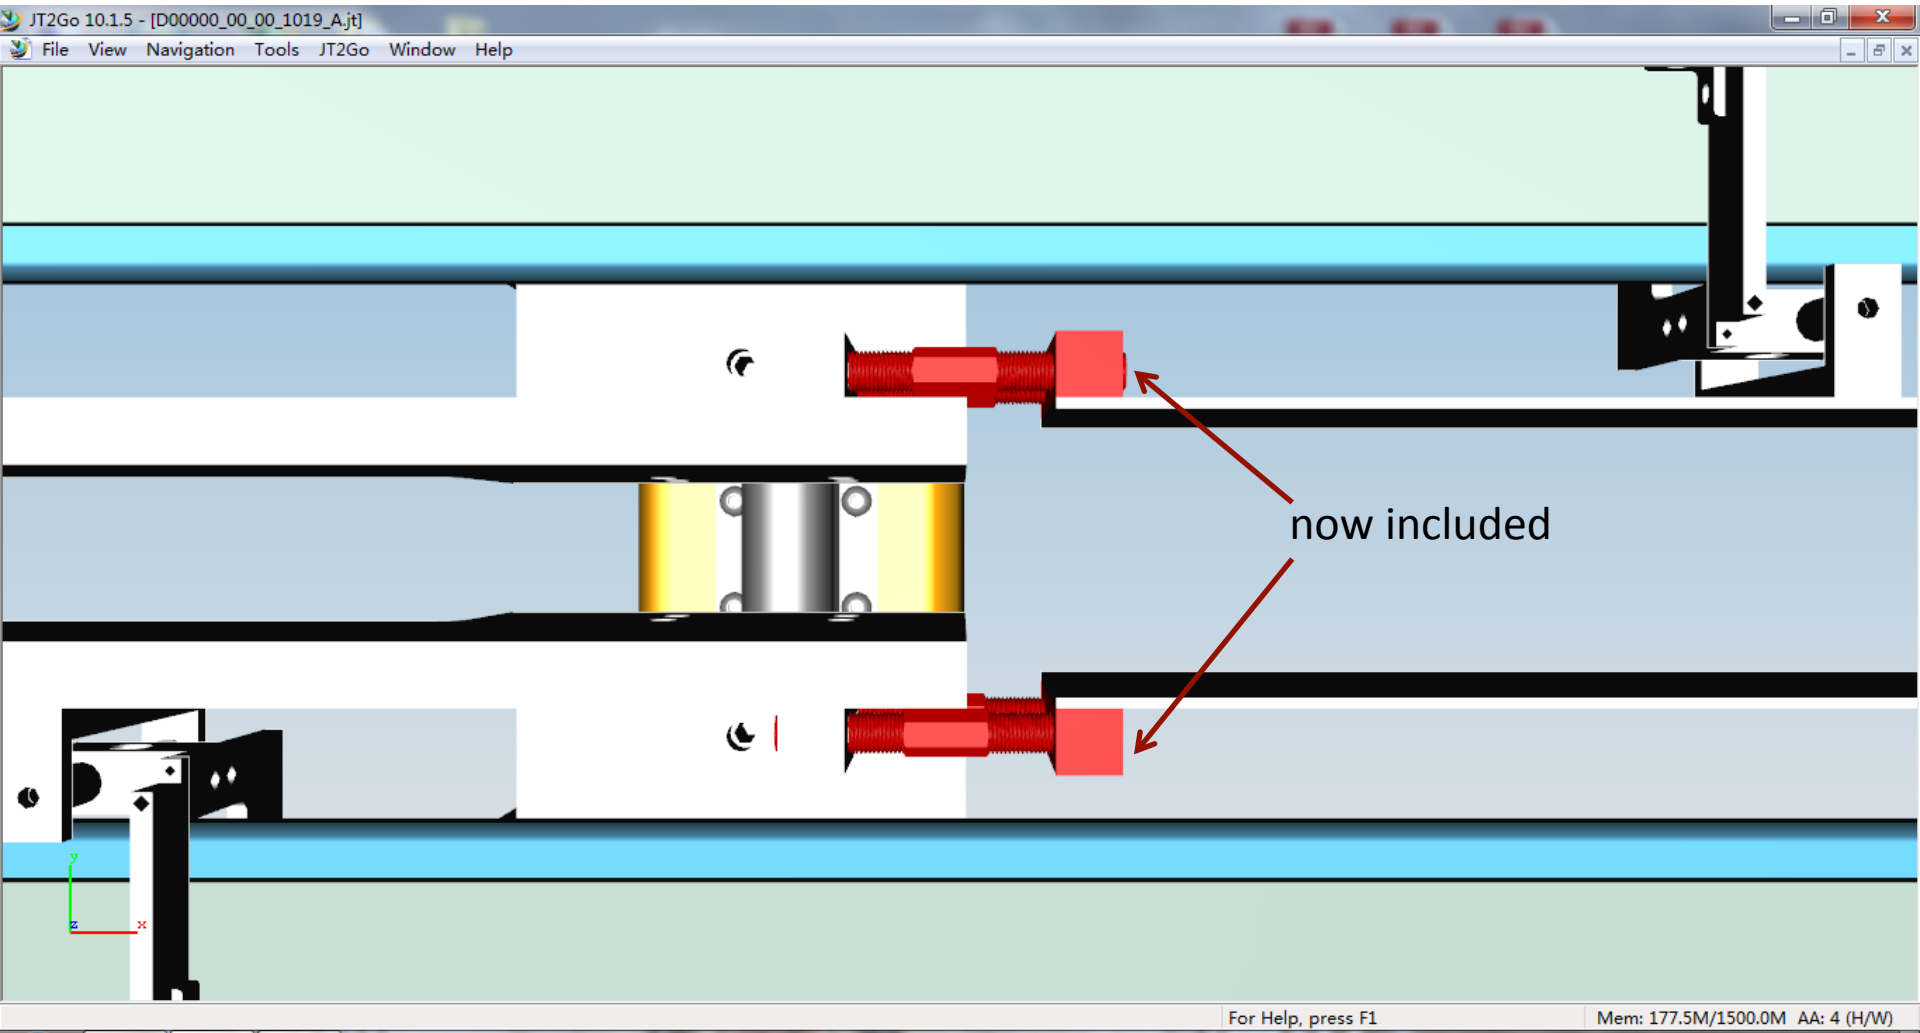 JT2Go 10.1.5 - [D00000_00_00_1019_A.jt]
File View Navigation Tools JT2Go Window Help
now included
y
z x
For Help, press F1 Mem: 177.5M/1500.0M AA: 4 (H/W)